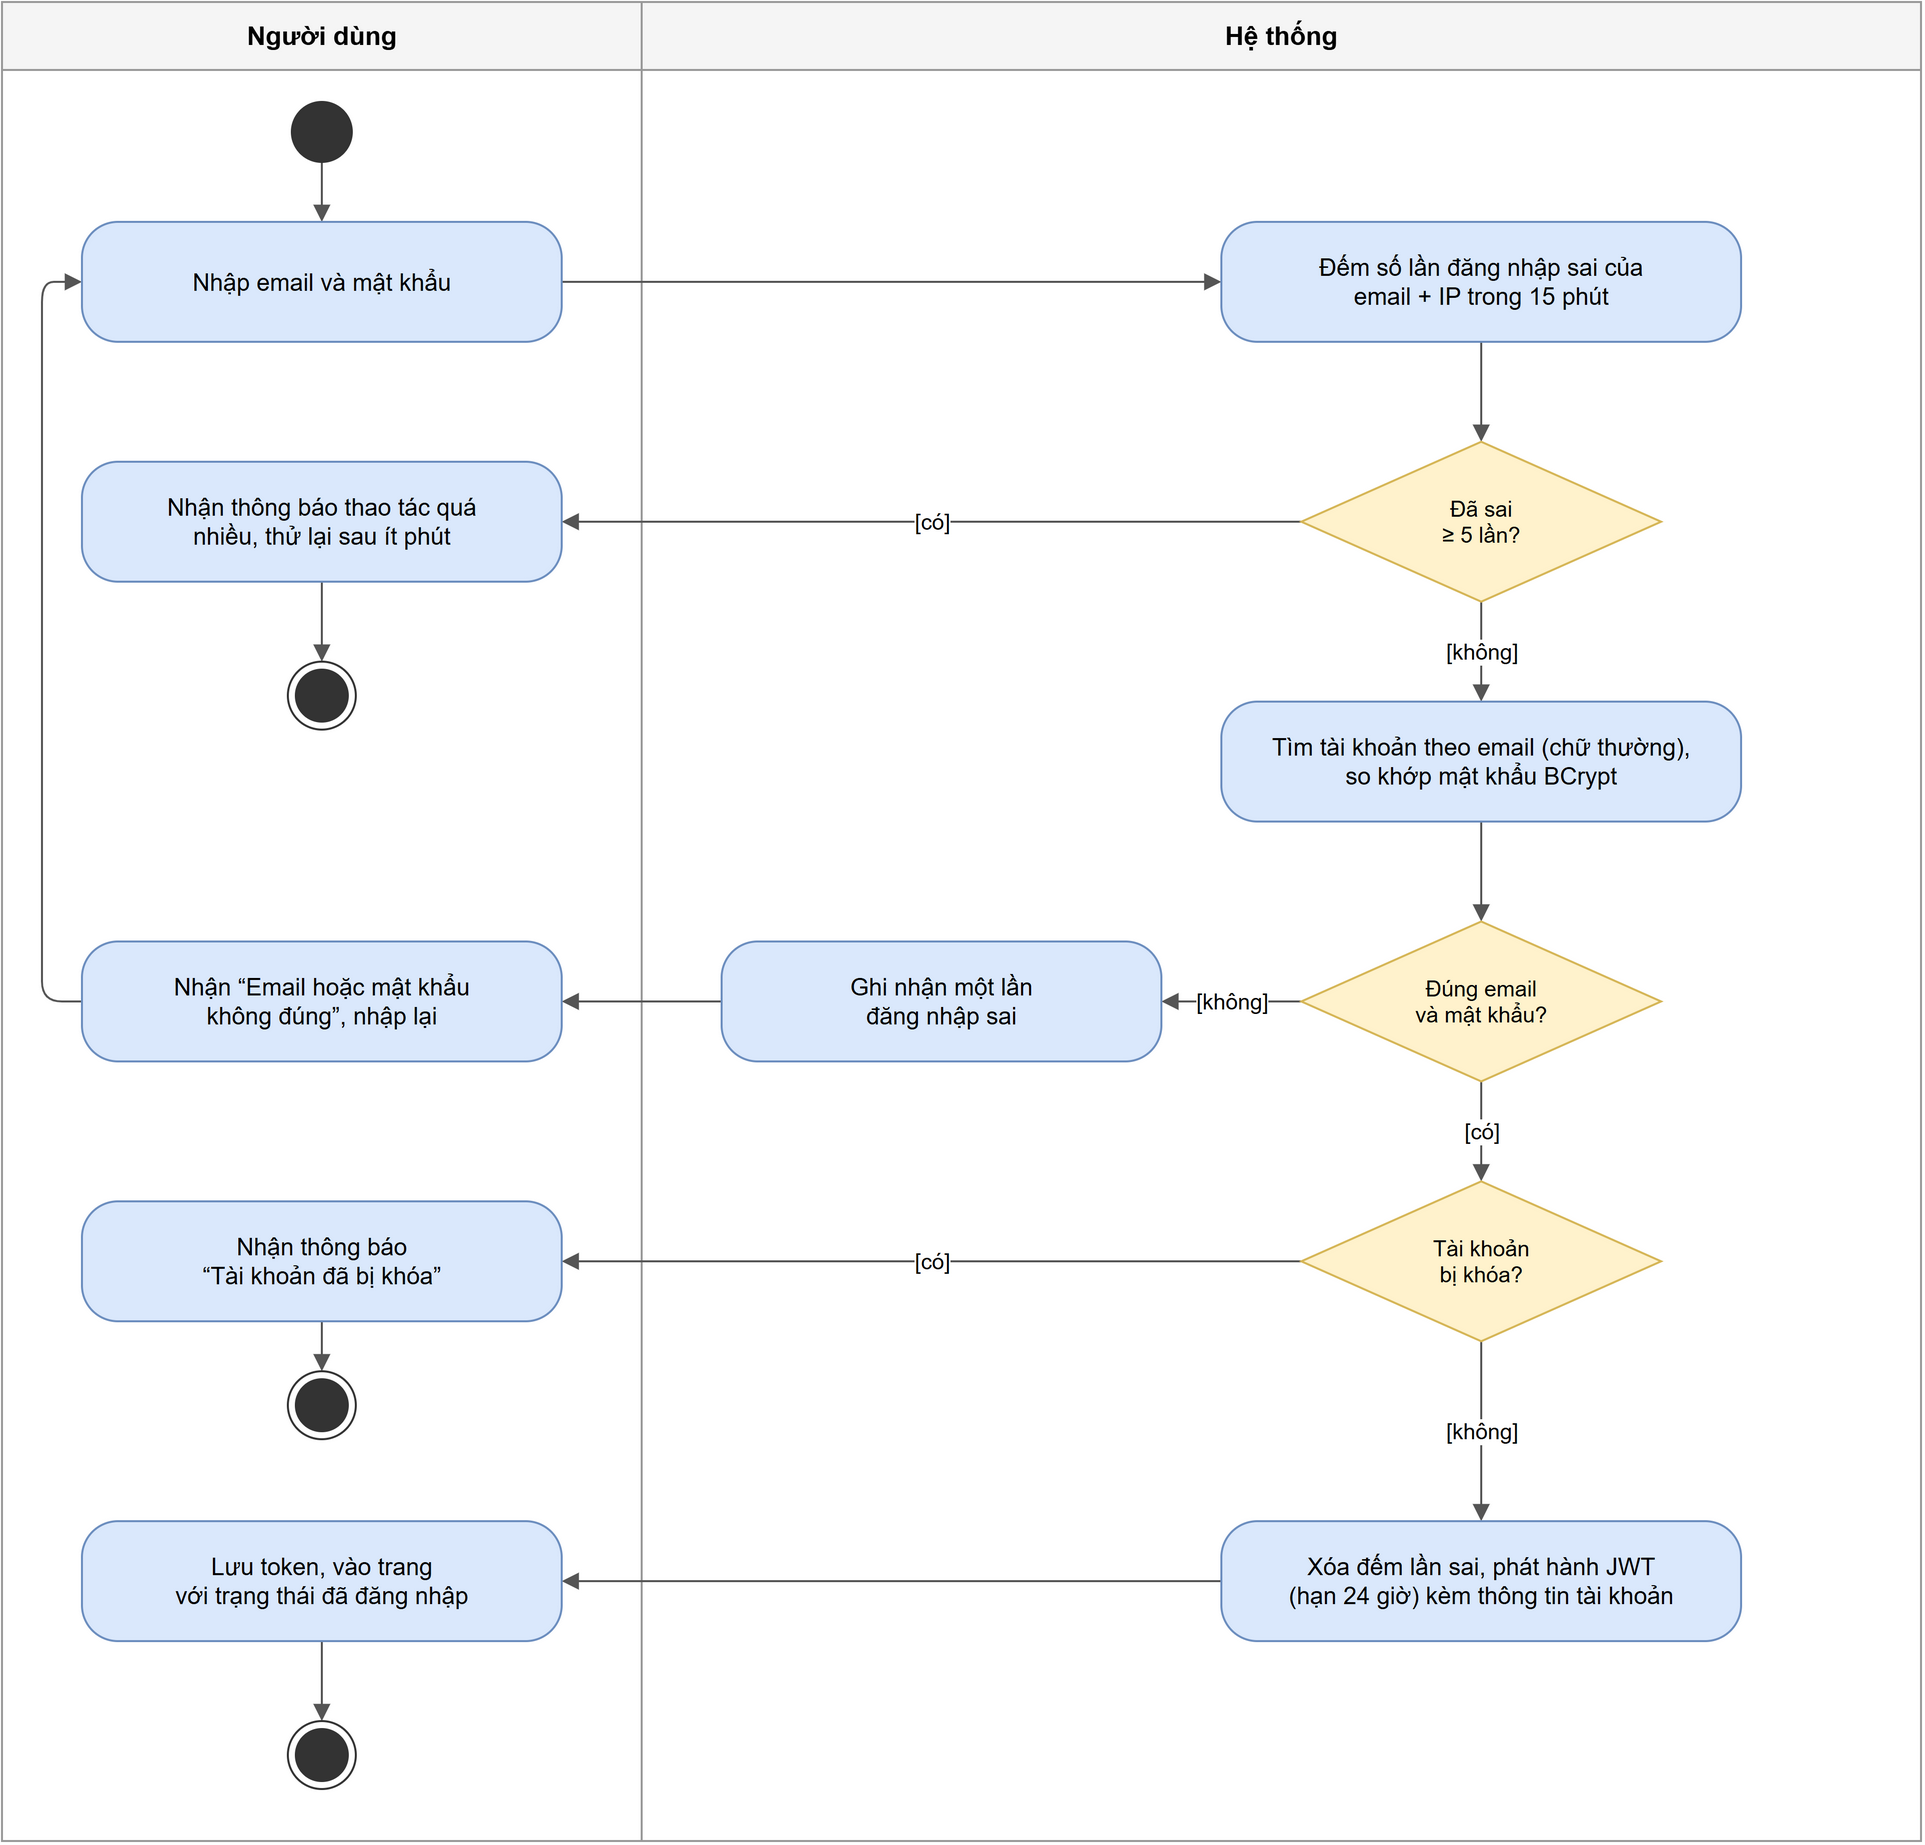 Người dùng
Hệ thống
Nhập email và mật khẩu
Đếm số lần đăng nhập sai của
email + IP trong 15 phút
Nhận thông báo thao tác quá
nhiều, thử lại sau ít phút
[có]
Đã sai
≥ 5 lần?
[không]
Tìm tài khoản theo email (chữ thường),
so khớp mật khẩu BCrypt
Nhận “Email hoặc mật khẩu
không đúng”, nhập lại
Ghi nhận một lần
đăng nhập sai
[không]
Đúng email
và mật khẩu?
[có]
Nhận thông báo
“Tài khoản đã bị khóa”
[có]
Tài khoản
bị khóa?
[không]
Lưu token, vào trang
với trạng thái đã đăng nhập
Xóa đếm lần sai, phát hành JWT
(hạn 24 giờ) kèm thông tin tài khoản